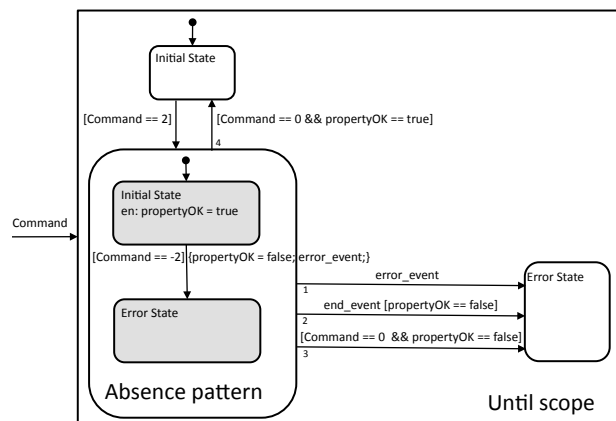 Initial State
[Command == 2]
[Command == 0 && propertyOK == true]
4
Initial State
en: propertyOK = true
Command
[Command == -2] {propertyOK = false; error_event;}
error_event
Error State
1
end_event [propertyOK == false]
Error State
2
[Command == 0 && propertyOK == false]
3
Absence pattern
Until scope